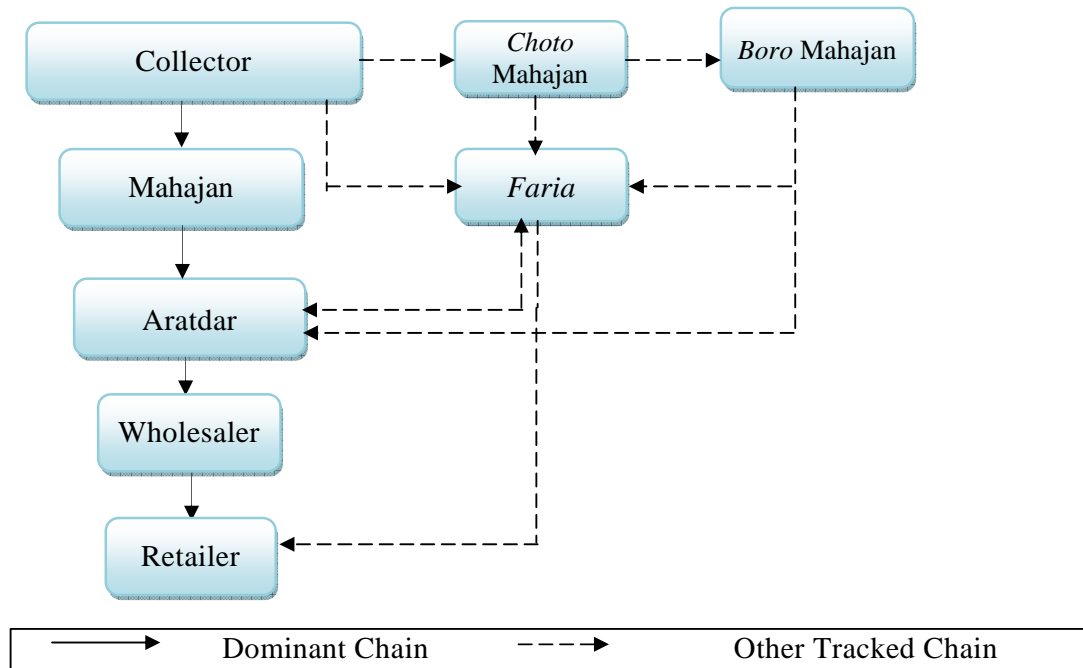 Collector
Choto
Mahajan
Boro Mahajan
Mahajan
Faria
Aratdar
Wholesaler
Retailer
Dominant Chain
Other Tracked Chain